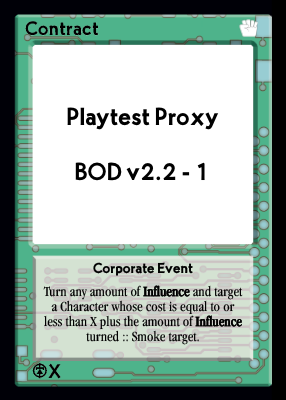 Contract
Playtest Proxy
BOD v2.2 - 1
Corporate Event
Turn any amount of Influence and target
a Character whose cost is equal to or
less than X plus the amount of Influence
turned :: Smoke target.
X